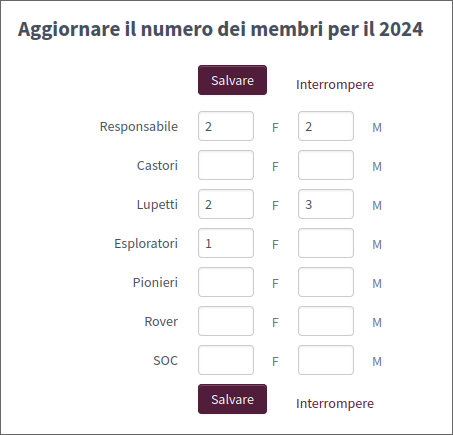 Aggiornare il numero dei membri per il 2024
Salvare Interrompere
Responsabile 2 F 2 M
Castori F M
Lupetti 2 F 3 M
Esploratori 1 F M
Pionieri F M
Rover F M
SOC F M
Salvare Interrompere